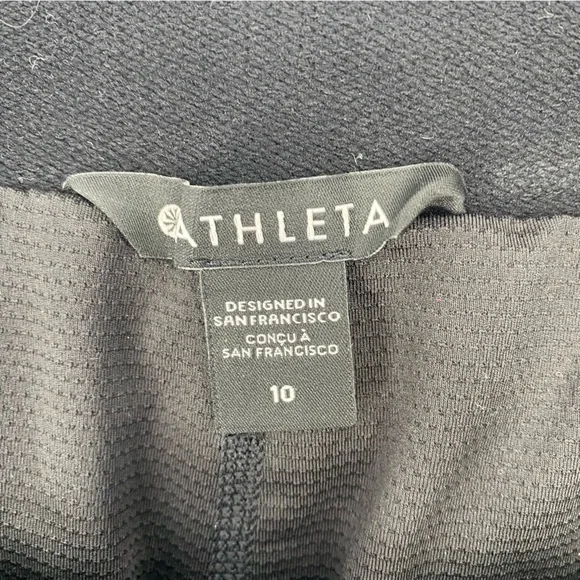 ATHLETA
DESIGNED IN
SAN FRANCISCO
CONÇU À
SAN FRANCISCO
10